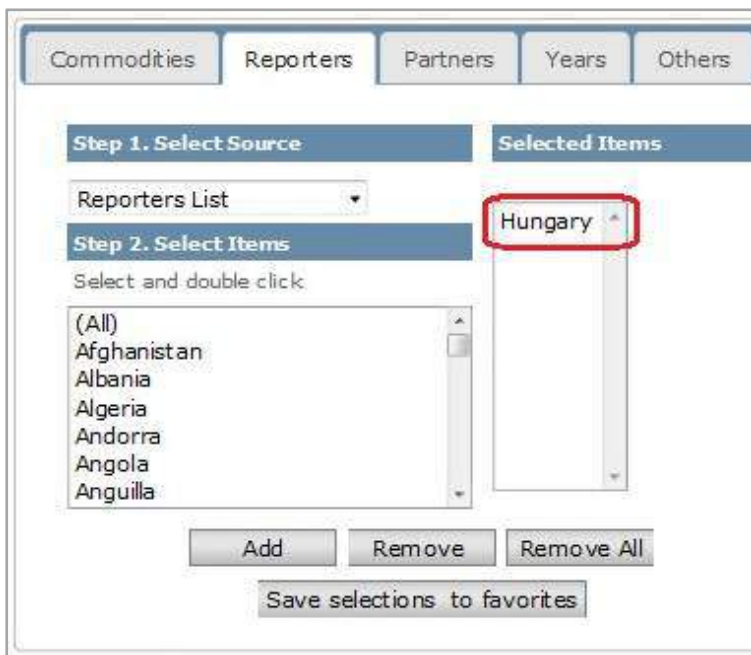 Commodities Reporters Partners Years Others
Step 1. Select Source
Reporters List
Step 2. Select Items
Select and double click
(All)
Afghanistan
Albania
Algeria
Andorra
Angola
Anguilla
Selected Items
Hungary
Add Remove Remove All
Save selections to favorites